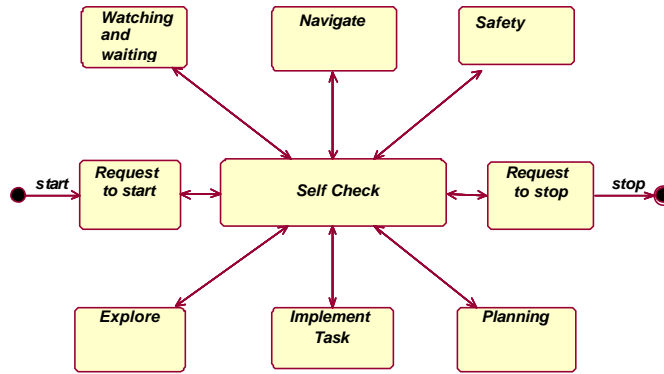 Watching
and
waiting
Navigate
Safety
start
Request
to start
Self Check
Request
to stop
stop
Explore
Implement
Task
Planning